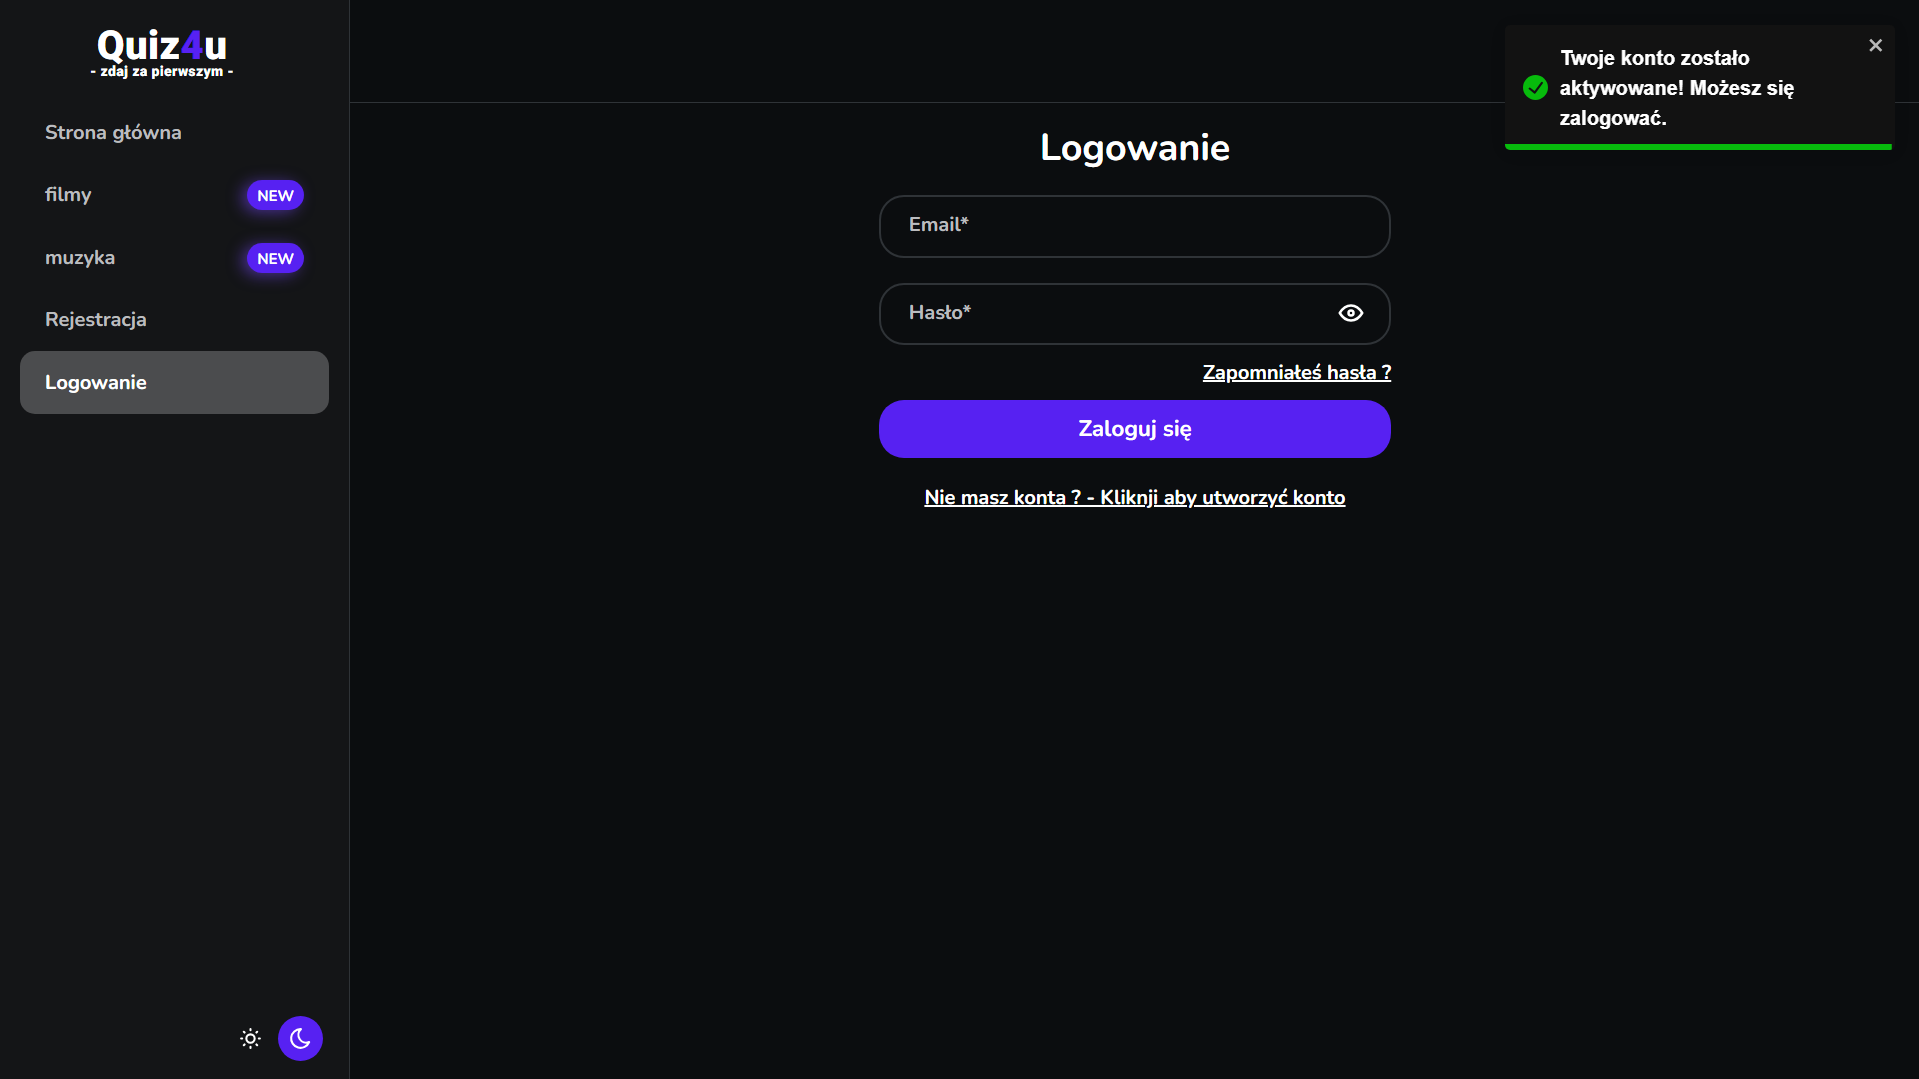 Quiz4u
- zdaj za pierwszym -
Strona główna
filmy NEW
muzyka NEW
Rejestracja
Logowanie
Logowanie
Email*
Hasło*
Zapomniałeś hasła ?
Zaloguj się
Nie masz konta ? - Kliknji aby utworzyć konto
Twoje konto zostało
aktywowane! Możesz się
zalogować.